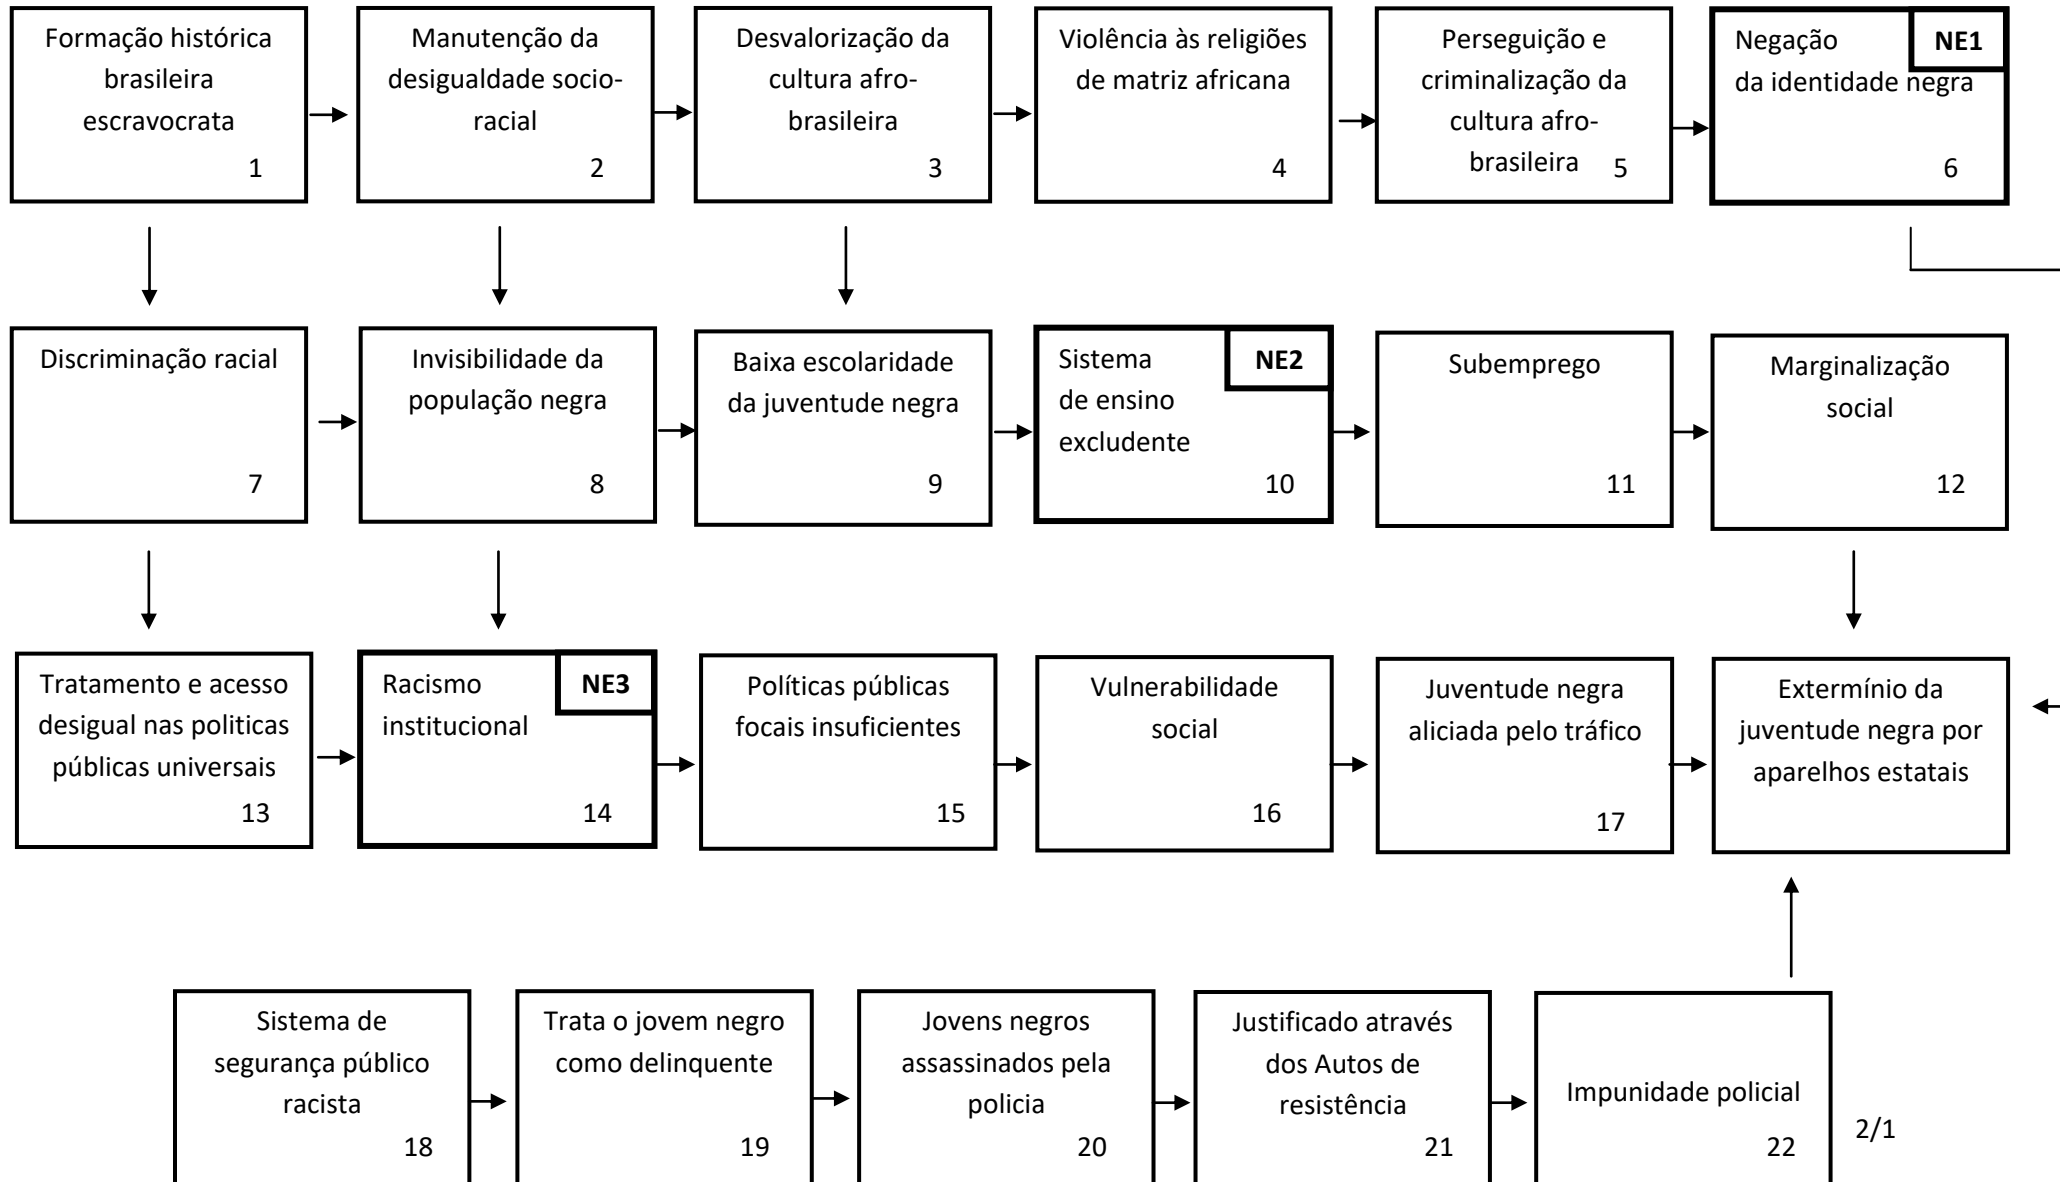 Formação histórica
brasileira
escravocrata
1
Manutenção da
desigualdade socio-
racial
2
Desvalorização da
cultura afro-
brasileira
3
Violência às religiões
de matriz africana
4
Perseguição e
criminalização da
cultura afro-
brasileira 5
Negação NE1
da identidade negra
6
Discriminação racial
7
Invisibilidade da
população negra
8
Baixa escolaridade
da juventude negra
9
Sistema NE2
de ensino
excludente
10
Subemprego
11
Marginalização
social
12
Tratamento e acesso
desigual nas politicas
públicas universais
13
Racismo NE3
institucional
14
Políticas públicas
focais insuficientes
15
Vulnerabilidade
social
16
Juventude negra
aliciada pelo tráfico
17
Extermínio da
juventude negra por
aparelhos estatais
Sistema de
segurança público
racista
18
Trata o jovem negro
como delinquente
19
Jovens negros
assassinados pela
policia
20
Justificado através
dos Autos de
resistência
21
Impunidade policial
22
2/1